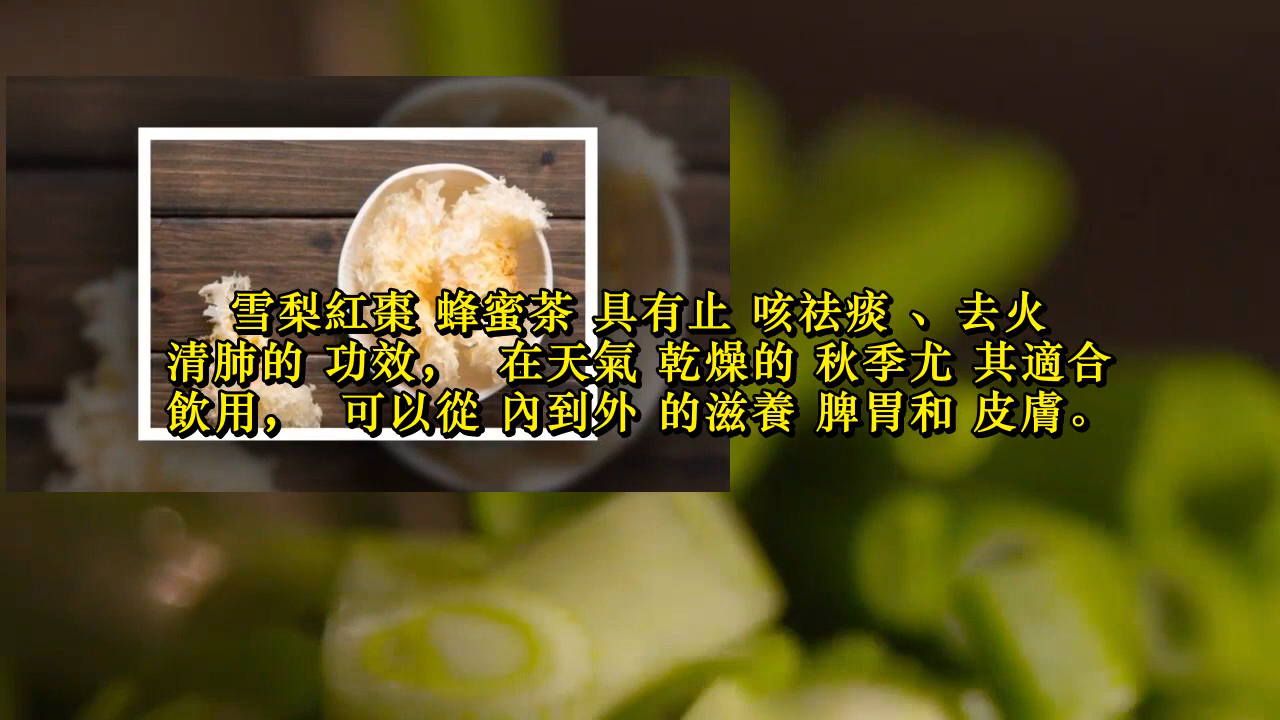 雪梨紅棗 蜂蜜茶 具有止 咳祛痰 、去火
清肺的 功效， 在天氣 乾燥的 秋季尤 其適合
飲用， 可以從 內到外 的滋養 脾胃和 皮膚。